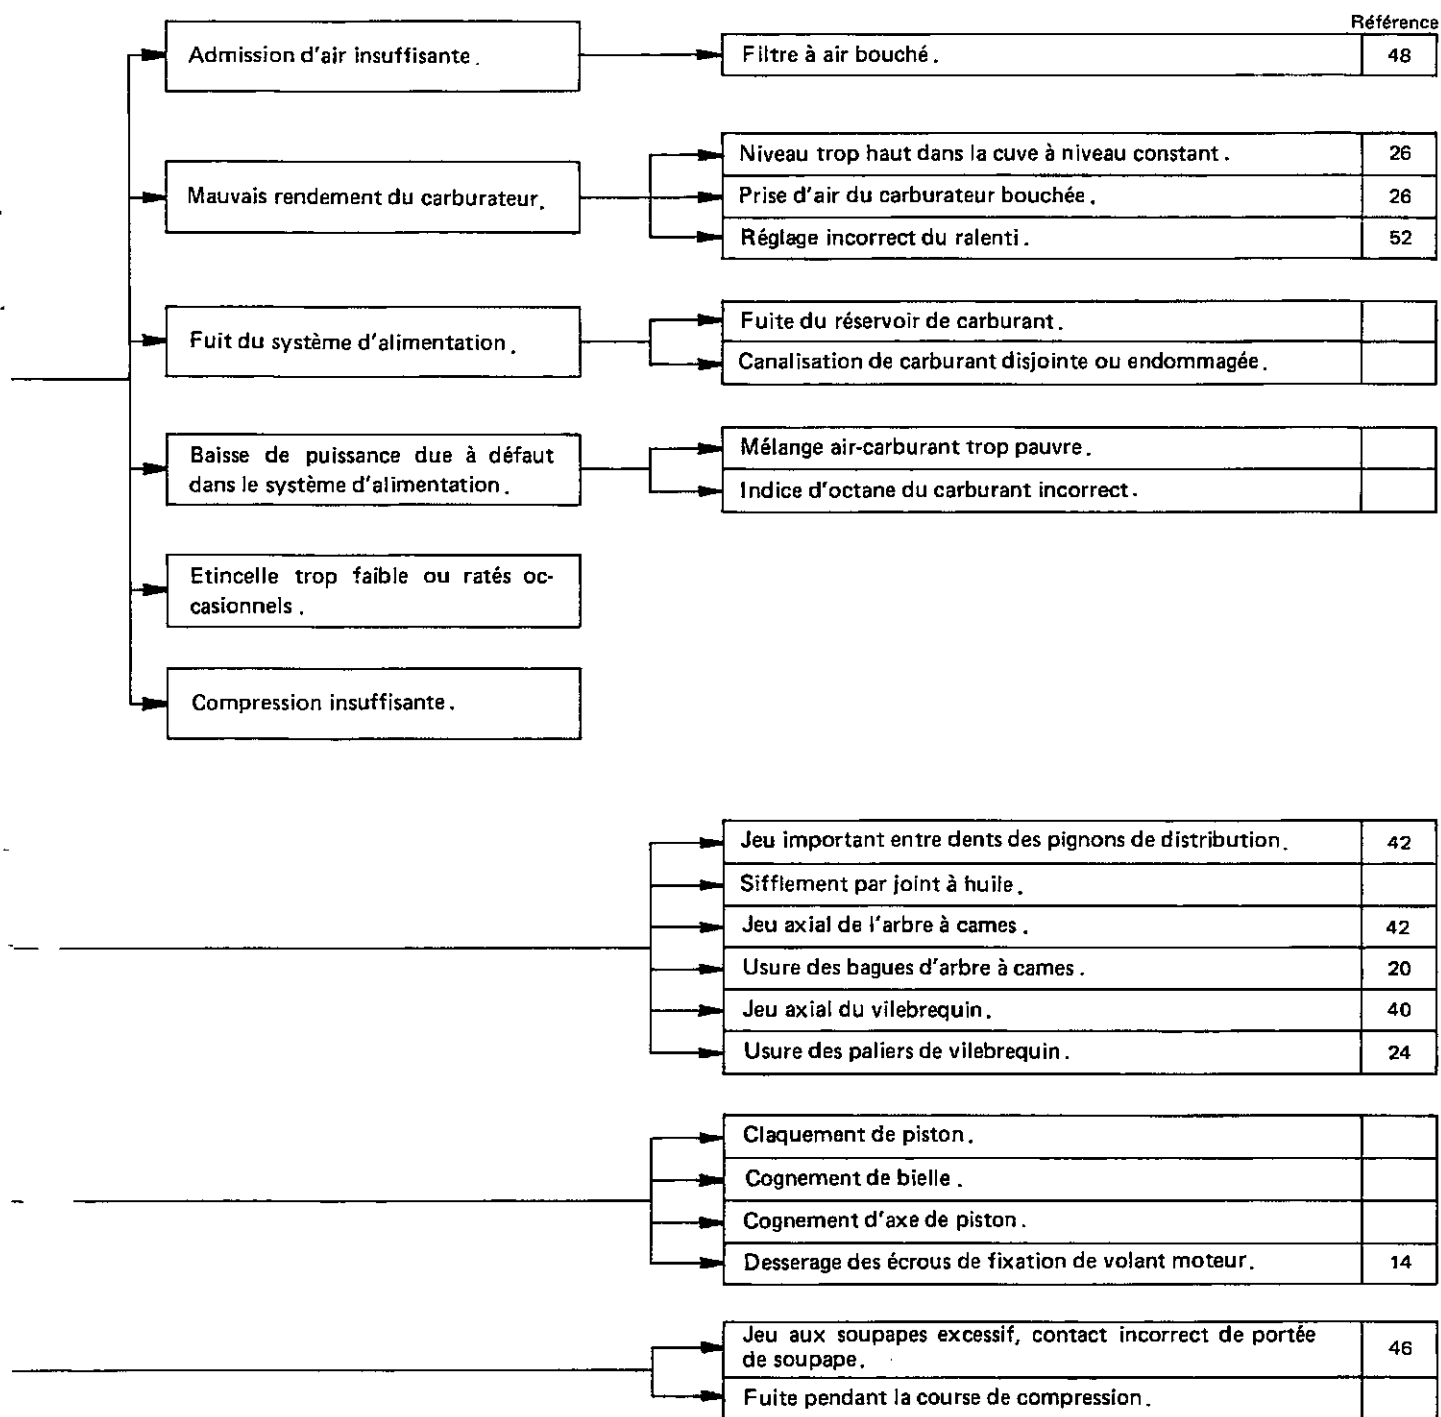 Référence
Admission d'air insuffisante.
Filtre à air bouché. 48
Mauvais rendement du carburateur.
Niveau trop haut dans la cuve à niveau constant. 26
Prise d'air du carburateur bouchée. 26
Réglage incorrect du ralenti. 52
Fuit du système d'alimentation.
Fuite du réservoir de carburant.
Canalisation de carburant disjointe ou endommagée.
Baisse de puissance due à défaut
dans le système d'alimentation.
Mélange air-carburant trop pauvre.
Indice d'octane du carburant incorrect.
Etincelle trop faible ou ratés oc-
casionnels.
Compression insuffisante.
Jeu important entre dents des pignons de distribution. 42
Sifflement par joint à huile.
Jeu axial de l'arbre à cames. 42
Usure des bagues d'arbre à cames. 20
Jeu axial du vilebrequin. 40
Usure des paliers de vilebrequin. 24
Claquement de piston.
Cognement de bielle.
Cognement d'axe de piston.
Desserage des écrous de fixation de volant moteur. 14
Jeu aux soupapes excessif, contact incorrect de portée
de soupape. 46
Fuite pendant la course de compression.